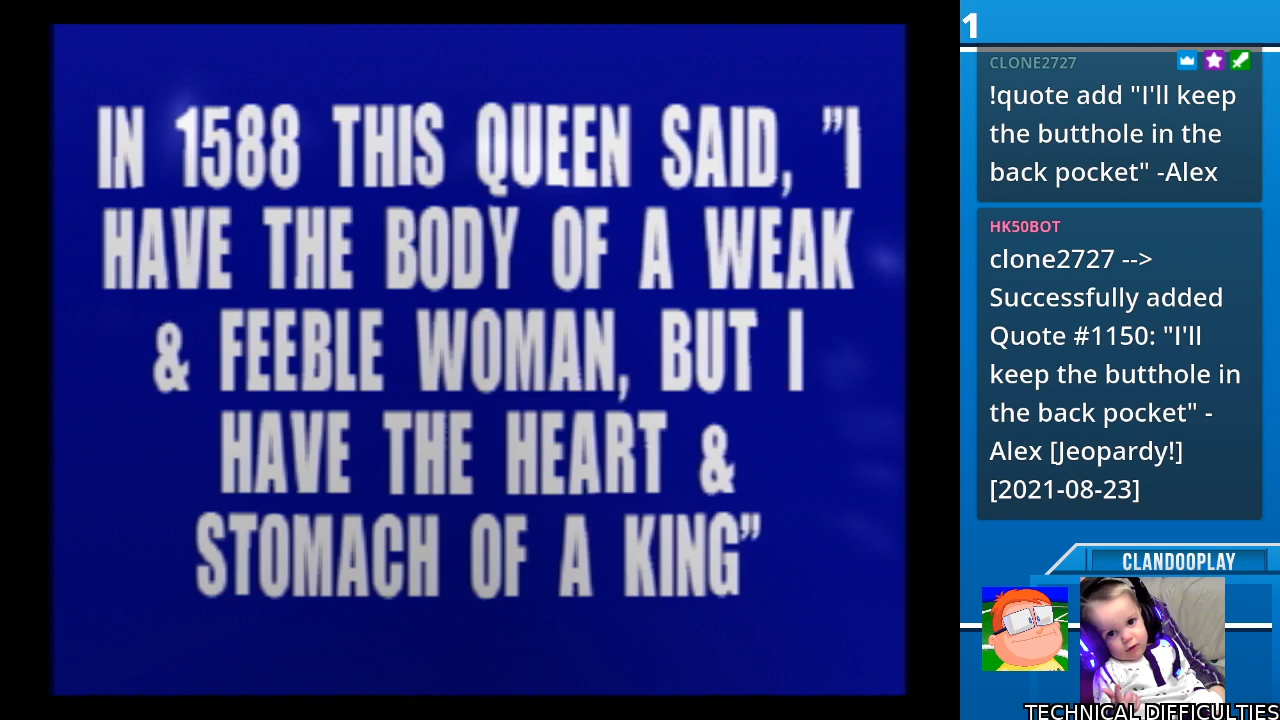 IN 1588 THIS QUEEN SAID, "I
HAVE THE BODY OF A WEAK
& FEEBLE WOMAN, BUT I
HAVE THE HEART &
STOMACH OF A KING"
1
CLONE2727
!quote add "I'll keep
the butthole in the
back pocket" -Alex
HK50BOT
clone2727 -->
Successfully added
Quote #1150: "I'll
keep the butthole in
the back pocket" -
Alex [Jeopardy!]
[2021-08-23]
CLANDOOPLAY
TECHNICAL DIFFICULTIES